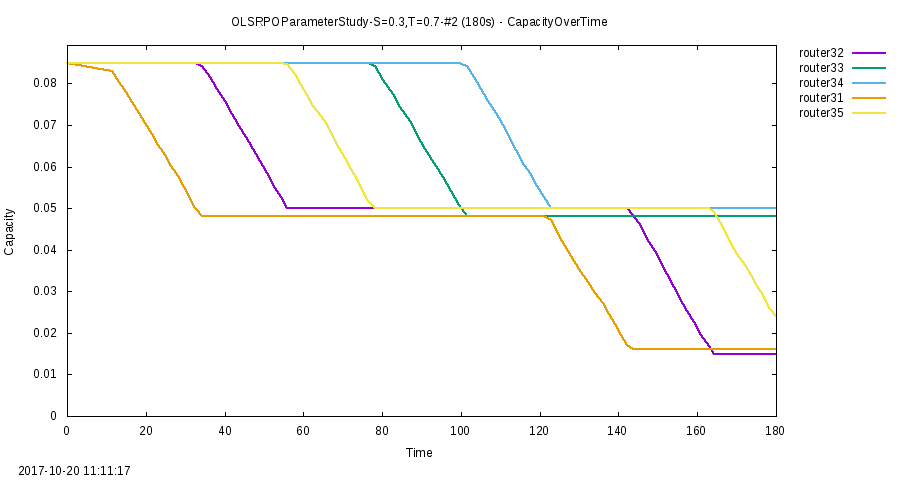 OLSRPOParameterStudy-S=0.3,T=0.7-#2 (180s) - CapacityOverTime
router32
router33
router34
router31
router35
0.08
0.07
0.06
0.05
0.04
0.03
0.02
0.01
0
Capacity
0 20 40 60 80 100 120 140 160 180
Time
2017-10-20 11:11:17